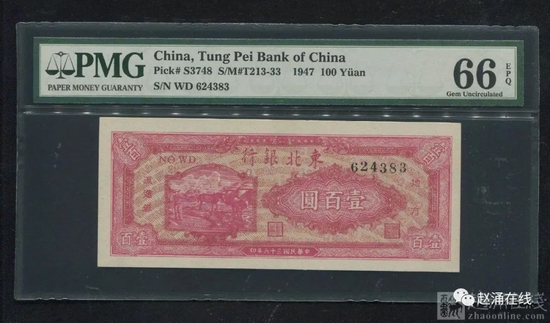 PMG
PAPER MONEY GUARANTY
China, Tung Pei Bank of China
Pick# S3748 S/M#T213-33 1947 100 Yüan
S/N WD 624383
66 EPQ
Gem Uncirculated
行銀北東
NO WD
624383
圓百壹
百壹
百壹
印年六十三國民華中
赵涌在线
zhaoonline.com